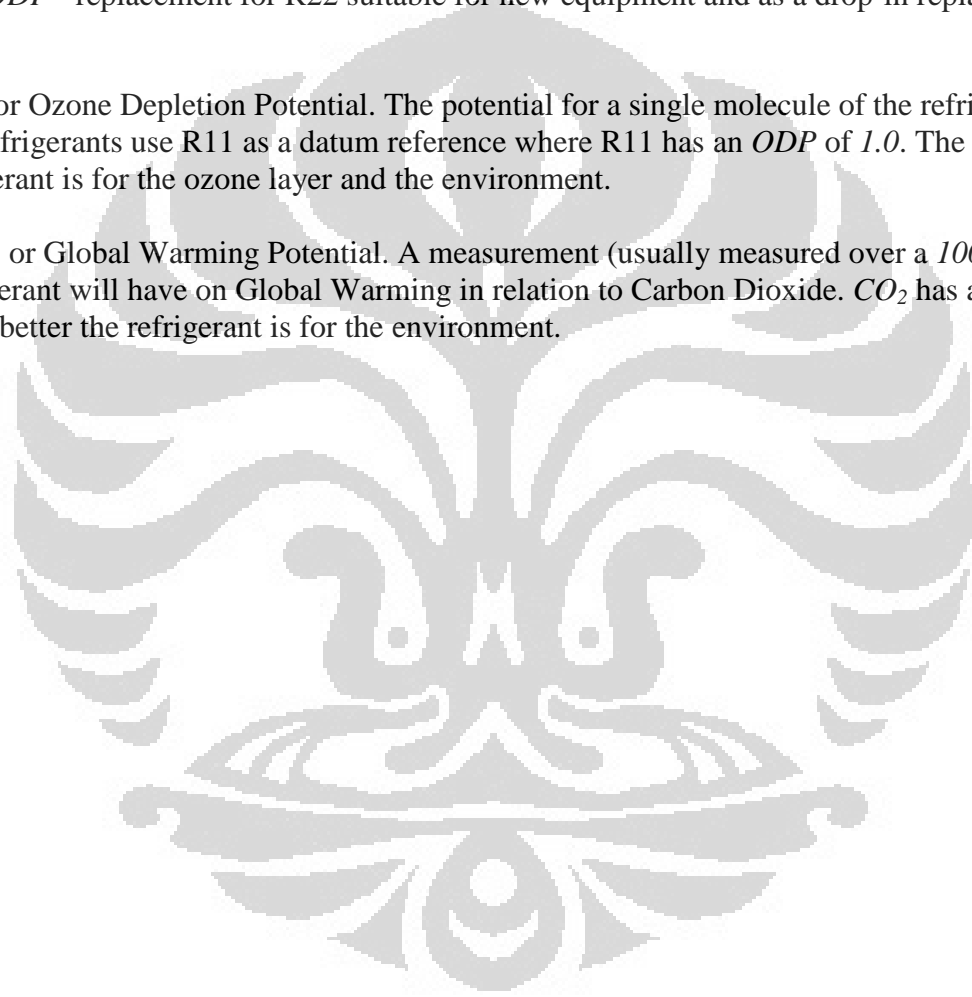 ODP replacement for R22 suitable for new equipment and as a drop-in
or Ozone Depletion Potential. The potential for a single molecule of the
frigerants use R11 as a datum reference where R11 has an ODP of 1.0. The
erant is for the ozone layer and the environment.
or Global Warming Potential. A measurement (usually measured over a 100
erant will have on Global Warming in relation to Carbon Dioxide. CO₂ has a
better the refrigerant is for the environment.